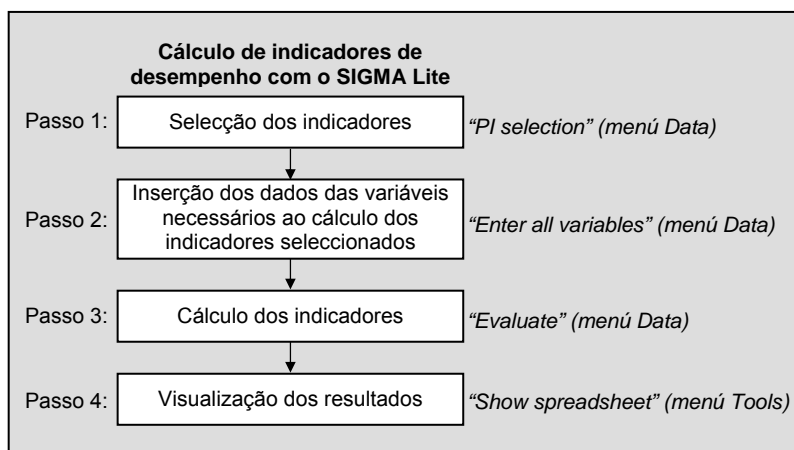 Cálculo de indicadores de
desempenho com o SIGMA Lite
Passo 1:
Selecção dos indicadores
“PI selection” (menú Data)
Passo 2:
Inserção dos dados das variáveis
necessários ao cálculo dos
indicadores seleccionados
“Enter all variables” (menú Data)
Passo 3:
Cálculo dos indicadores
“Evaluate” (menú Data)
Passo 4:
Visualização dos resultados
“Show spreadsheet” (menú Tools)